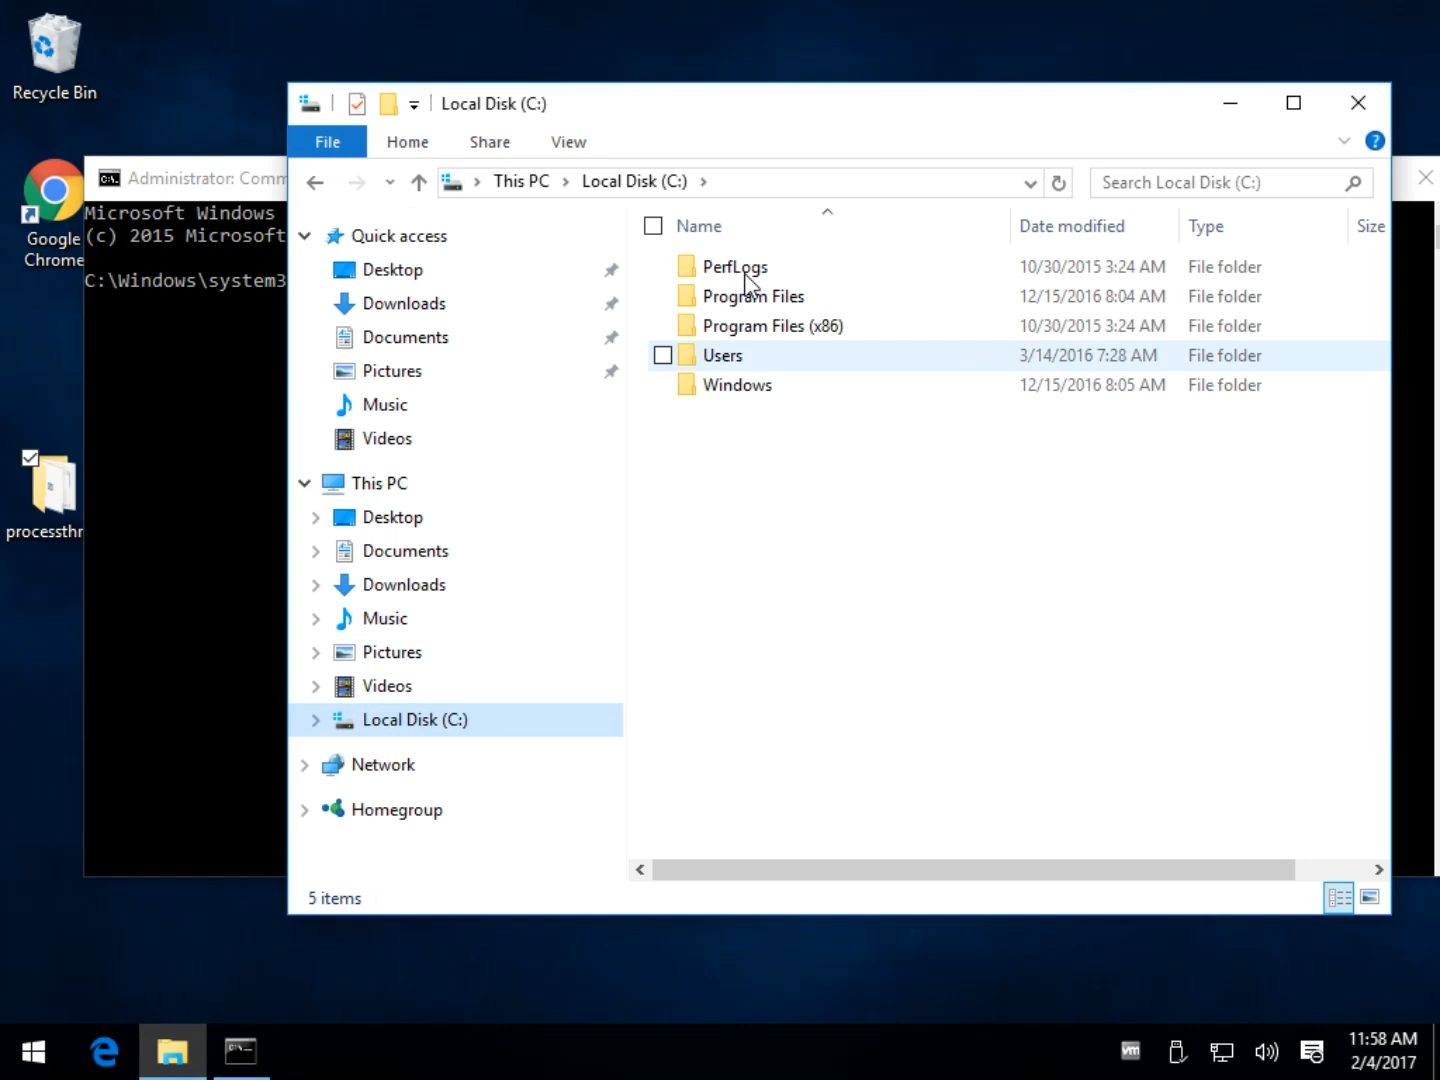 Recycle Bin
Google
Chrome
processthr
Administrator: Comm
Microsoft Windows
(c) 2015 Microsoft
C:\Windows\system3
Local Disk (C:)
File Home Share View
This PC Local Disk (C:)
Search Local Disk (C:)
Quick access
Desktop
Downloads
Documents
Pictures
Music
Videos
This PC
Desktop
Documents
Downloads
Music
Pictures
Videos
Local Disk (C:)
Network
Homegroup
Name Date modified Type Size
PerfLogs 10/30/2015 3:24 AM File folder
Program Files 12/15/2016 8:04 AM File folder
Program Files (x86) 10/30/2015 3:24 AM File folder
Users 3/14/2016 7:28 AM File folder
Windows 12/15/2016 8:05 AM File folder
5 items
vm
11:58 AM
2/4/2017